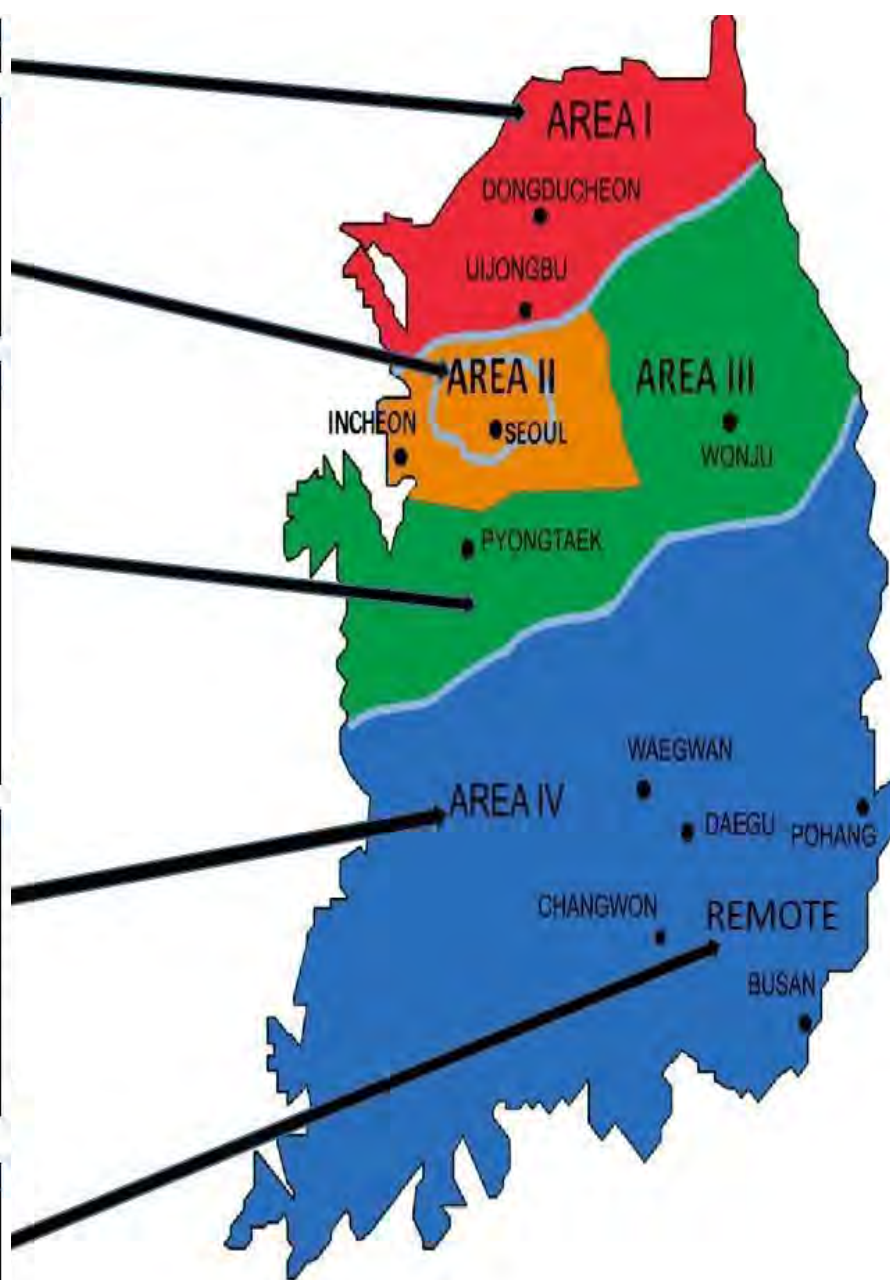 AREA I
DONGDUCHEON
UIJONGBU
AREA II
AREA III
INCHEON
SEOUL
WONJU
PYONGTAEK
WAEGWAN
AREA IV
DAEGU
POHANG
CHANGWON
REMOTE
BUSAN